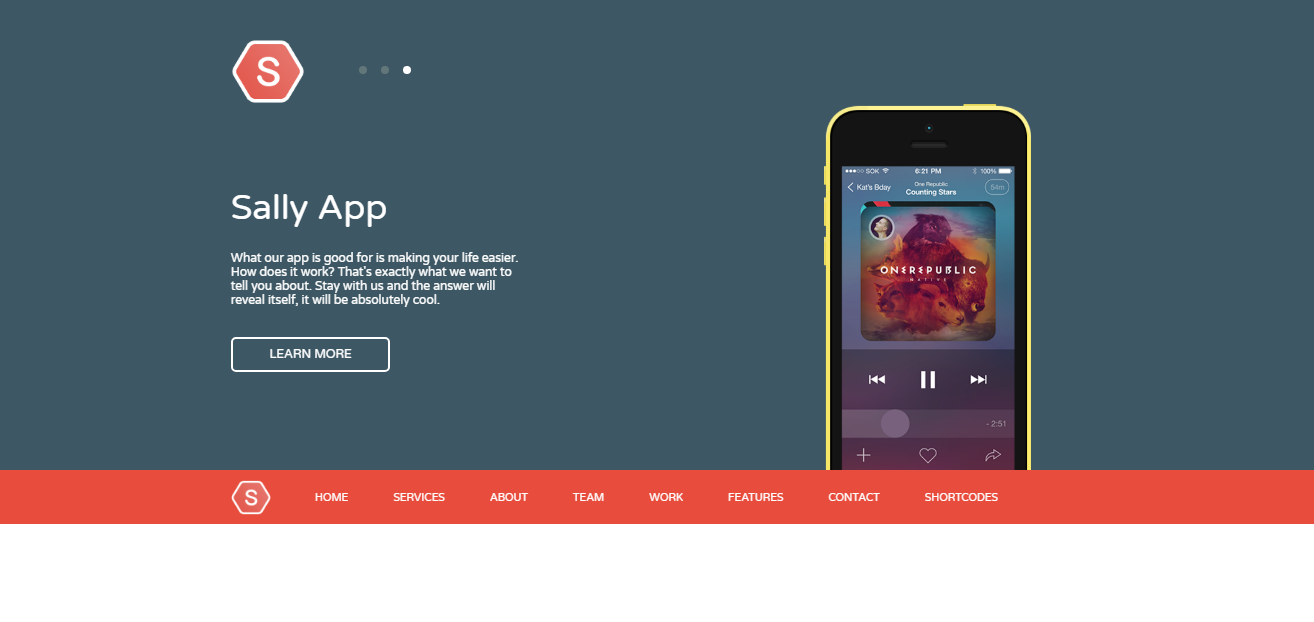 S
Sally App
What our app is good for is making your life easier.
How does it work? That's exactly what we want to
tell you about. Stay with us and the answer will
reveal itself, it will be absolutely cool.
LEARN MORE
SOK 6:21 PM 100%
Kat's Bday
One Republic
Counting Stars
54m
ONEREPUBLIC
NATIVE
- 2:51
S HOME SERVICES ABOUT TEAM WORK FEATURES CONTACT SHORTCODES